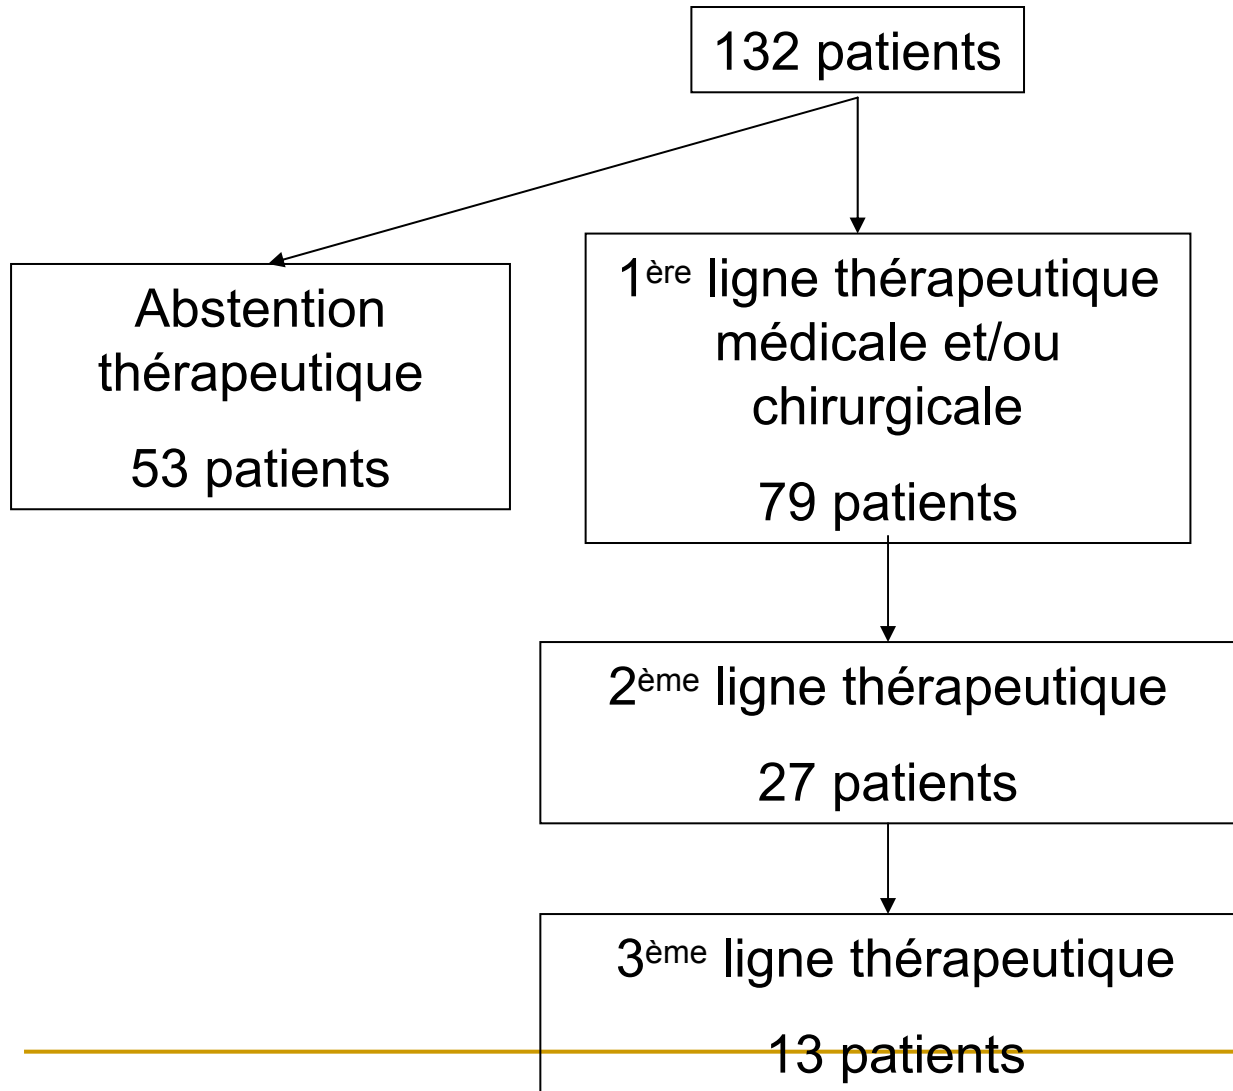 132 patients
Abstention
thérapeutique
53 patients
1ère ligne thérapeutique
médicale et/ou
chirurgicale
79 patients
2ème ligne thérapeutique
27 patients
3ème ligne thérapeutique
13 patients